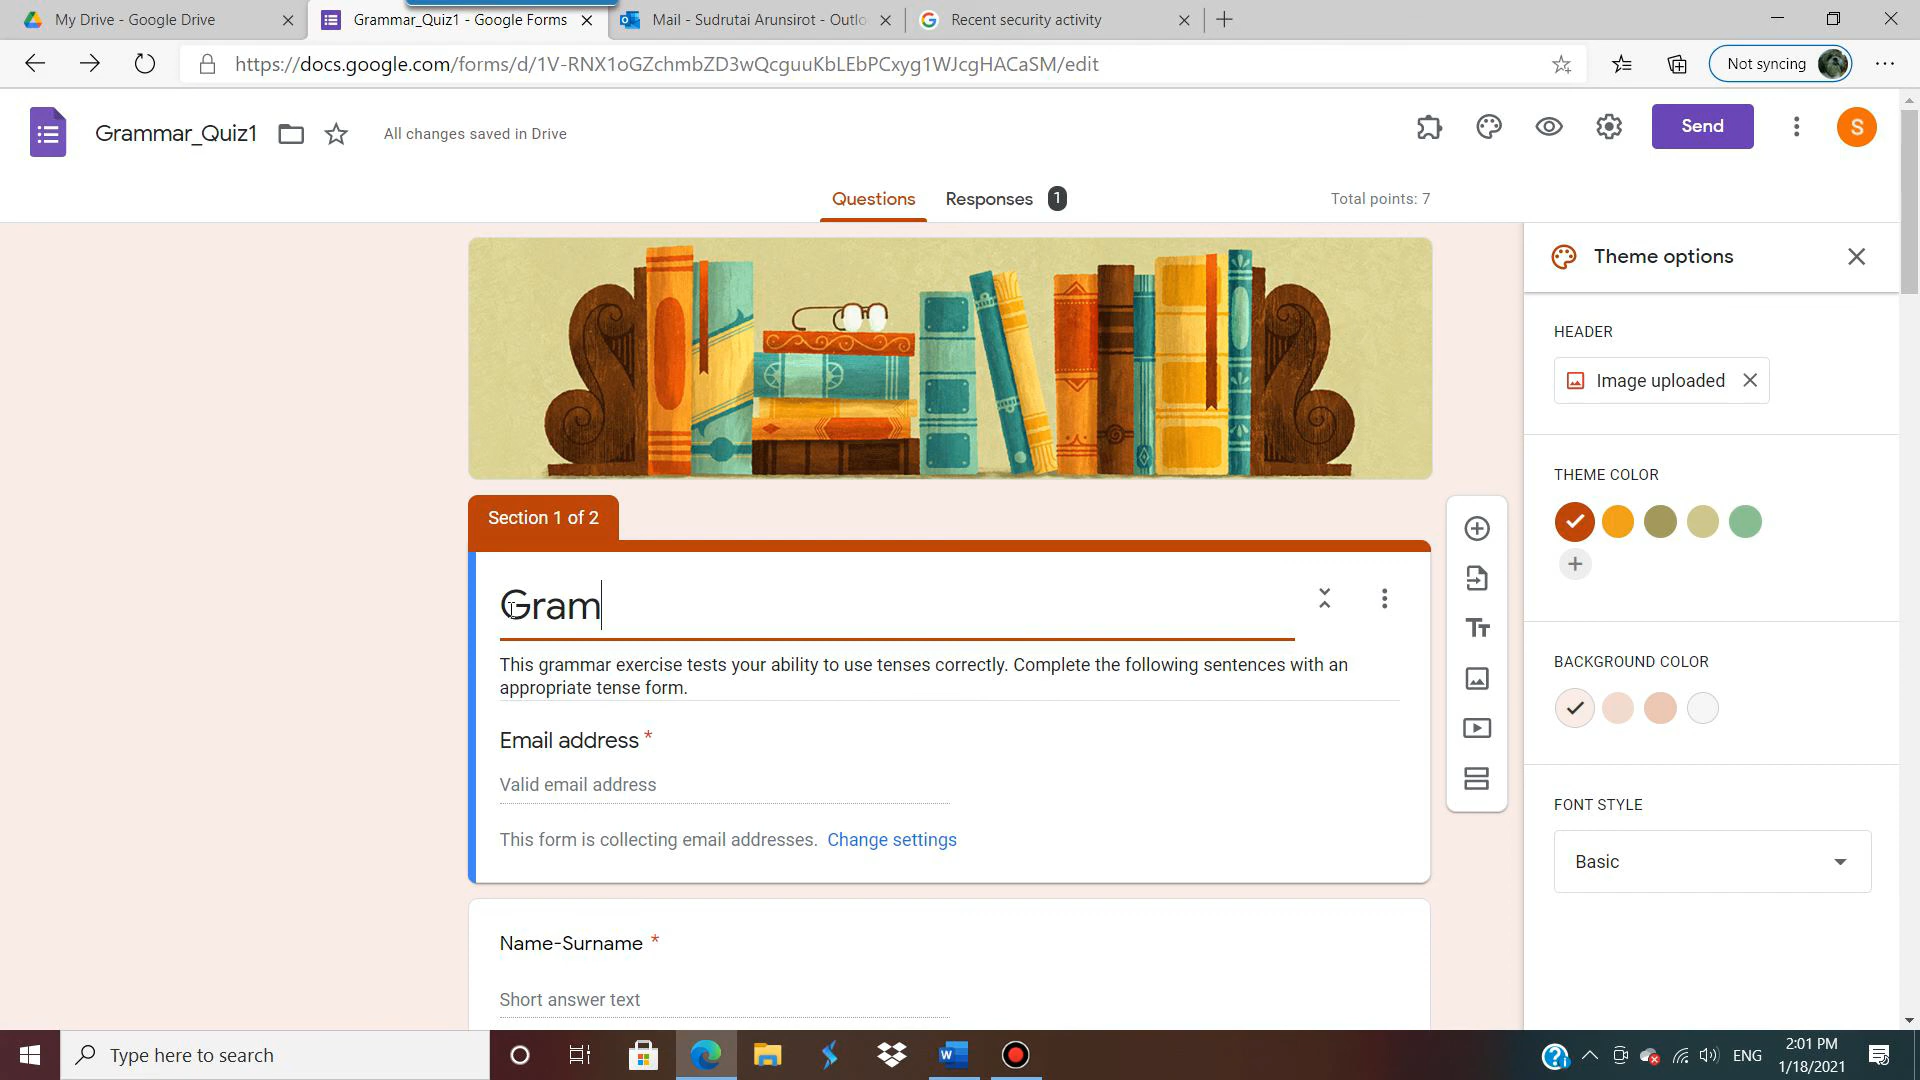 My Drive - Google Drive
Grammar_Quiz1 - Google Forms
Mail - Sudrutai Arunsirot - Outlo
Recent security activity
https://docs.google.com/forms/d/1V-RNX1oGZchmbZD3wQcguuKbLEbPCxyg1WJcgHACaSM/edit
Not syncing
Grammar_Quiz1
All changes saved in Drive
Send
S
Questions
Responses
1
Total points: 7
Theme options
HEADER
Image uploaded
THEME COLOR
Section 1 of 2
Gram
This grammar exercise tests your ability to use tenses correctly. Complete the following sentences with an
appropriate tense form.
BACKGROUND COLOR
Email address *
Valid email address
This form is collecting email addresses. Change settings
FONT STYLE
Basic
Name-Surname *
Short answer text
Type here to search
ENG
2:01 PM
1/18/2021